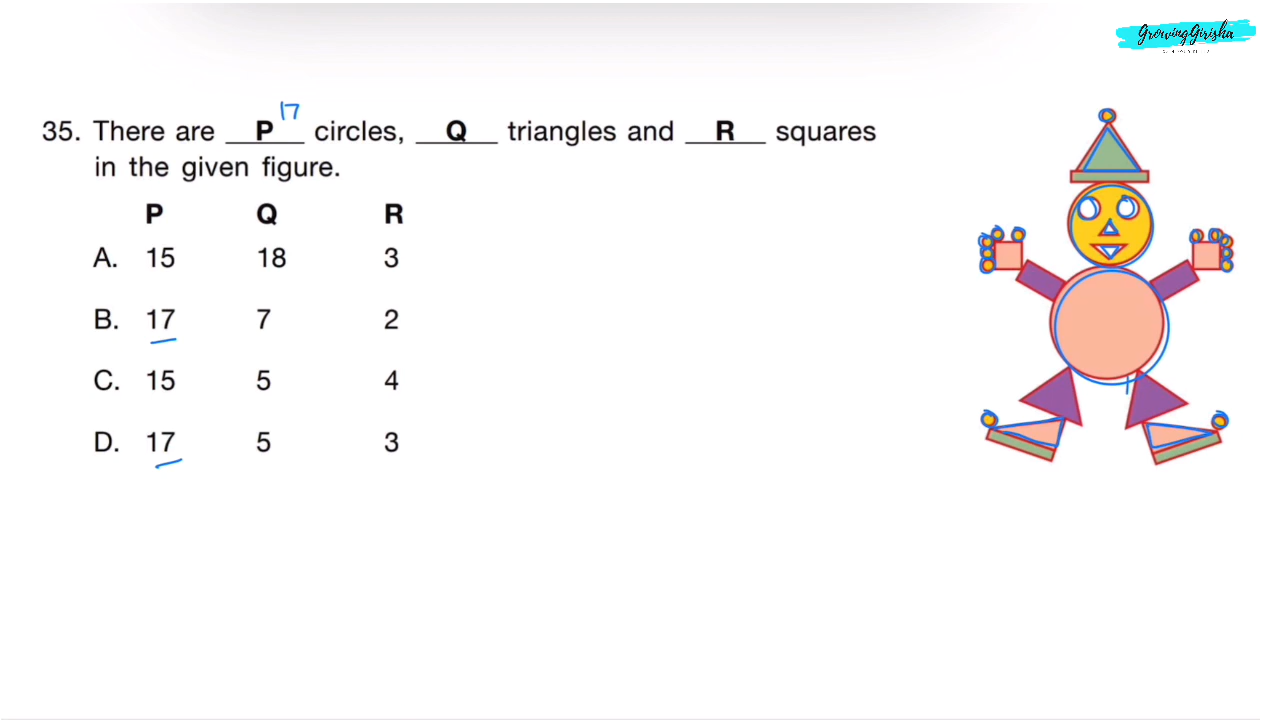 GrowingGirisha
17
35. There are P circles, Q triangles and R squares
in the given figure.
P Q R
A. 15 18 3
B. 17 7 2
C. 15 5 4
D. 17 5 3